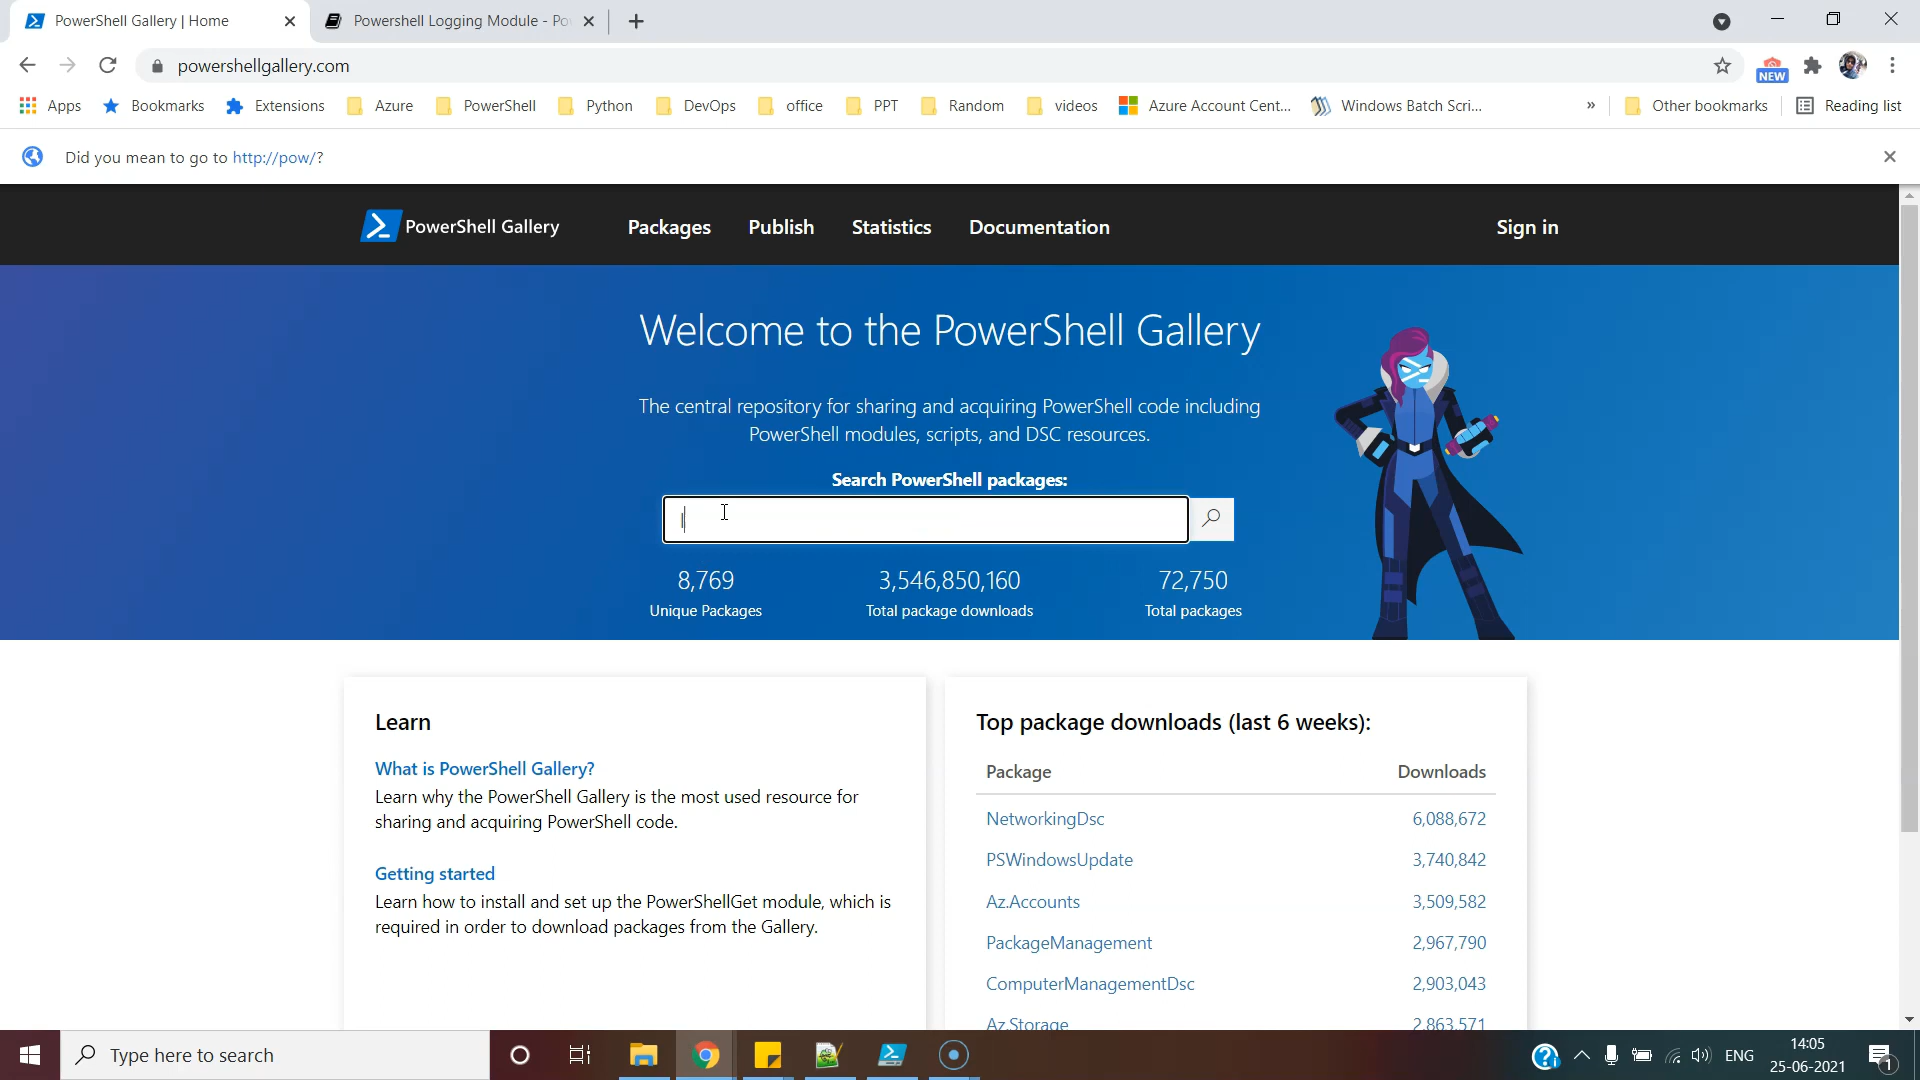 PowerShell Gallery | Home
Powershell Logging Module - Po
powershellgallery.com
NEW
Apps
Bookmarks
Extensions
Azure
PowerShell
Python
DevOps
office
PPT
Random
videos
Azure Account Cent...
Windows Batch Scri...
»
Other bookmarks
Reading list
Did you mean to go to http://pow/?
PowerShell Gallery
Packages
Publish
Statistics
Documentation
Sign in
Welcome to the PowerShell Gallery
The central repository for sharing and acquiring PowerShell code including
PowerShell modules, scripts, and DSC resources.
Search PowerShell packages:
l
8,769
Unique Packages
3,546,850,160
Total package downloads
72,750
Total packages
Learn
What is PowerShell Gallery?
Learn why the PowerShell Gallery is the most used resource for
sharing and acquiring PowerShell code.
Getting started
Learn how to install and set up the PowerShellGet module, which is
required in order to download packages from the Gallery.
Top package downloads (last 6 weeks):
Package Downloads
NetworkingDsc 6,088,672
PSWindowsUpdate 3,740,842
Az.Accounts 3,509,582
PackageManagement 2,967,790
ComputerManagementDsc 2,903,043
Az.Storage 2,863,571
Type here to search
ENG
14:05
25-06-2021
1